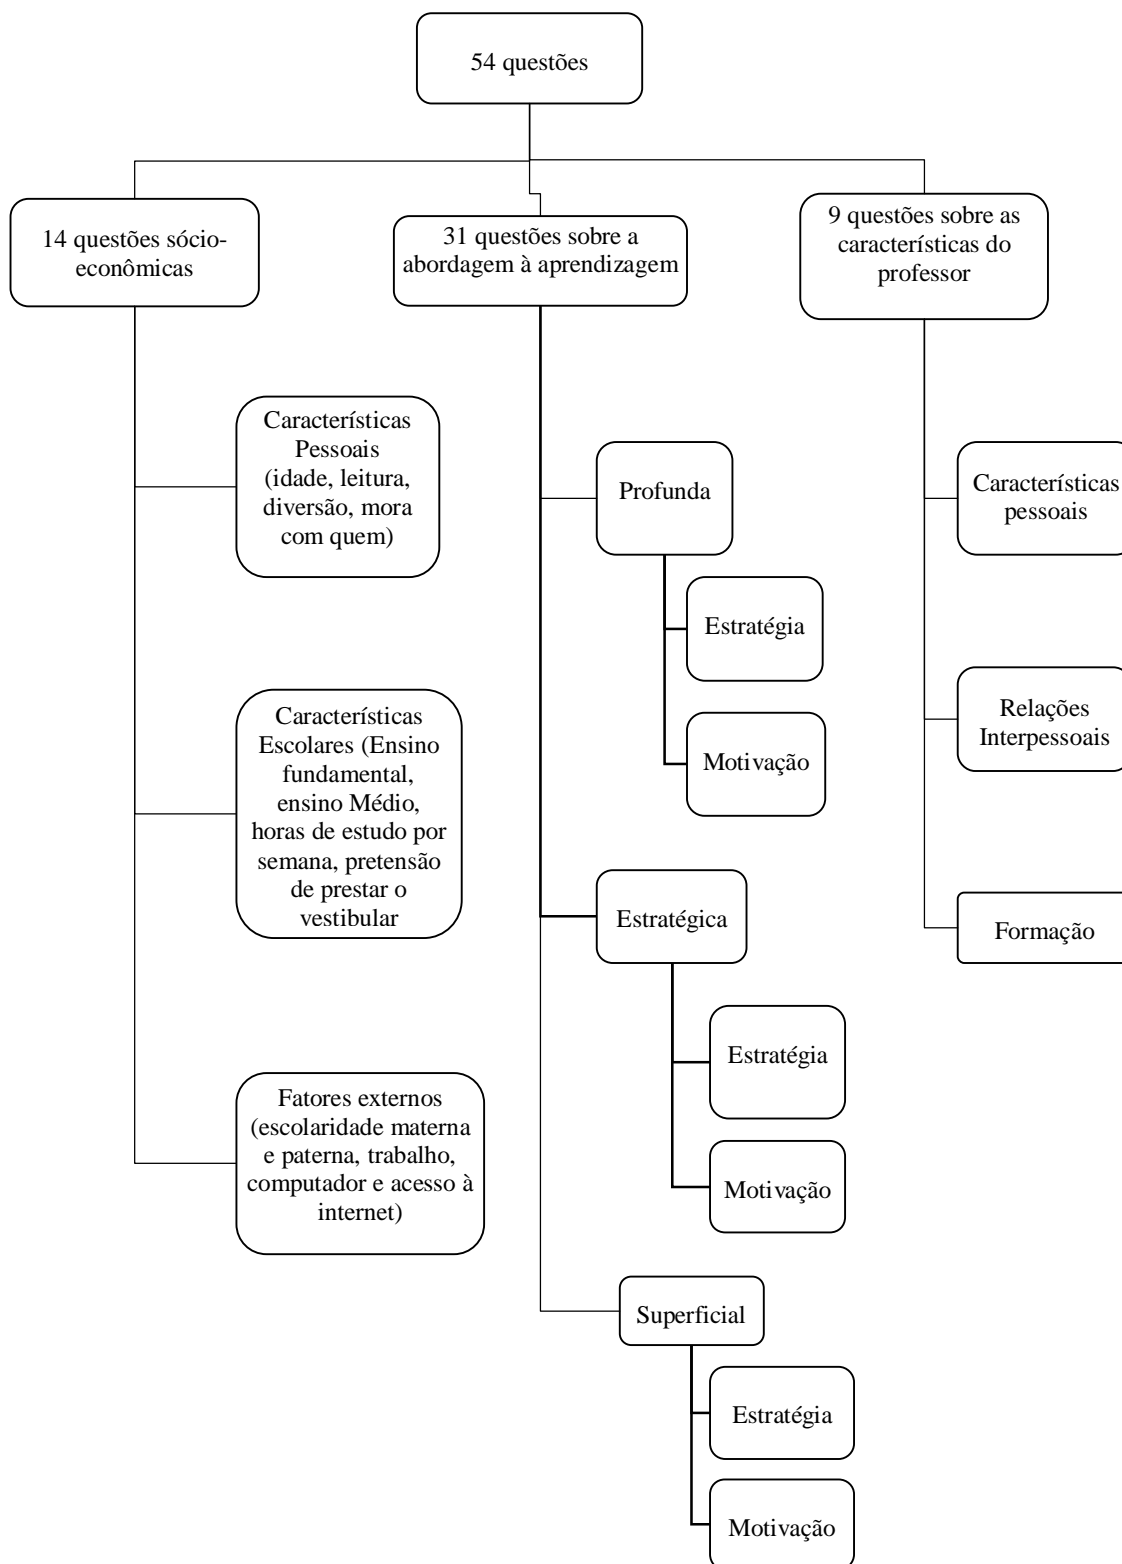 54 questões
14 questões sócio-
econômicas
31 questões sobre a
abordagem à aprendizagem
9 questões sobre as
características do
professor
Características
Pessoais
(idade, leitura,
diversão, mora
com quem)
Características
Escolares (Ensino
fundamental,
ensino Médio,
horas de estudo por
semana, pretensão
de prestar o
vestibular
Fatores externos
(escolaridade materna
e paterna, trabalho,
computador e acesso à
internet)
Profunda
Estratégia
Motivação
Estratégica
Estratégia
Motivação
Superficial
Estratégia
Motivação
Características
pessoais
Relações
Interpessoais
Formação